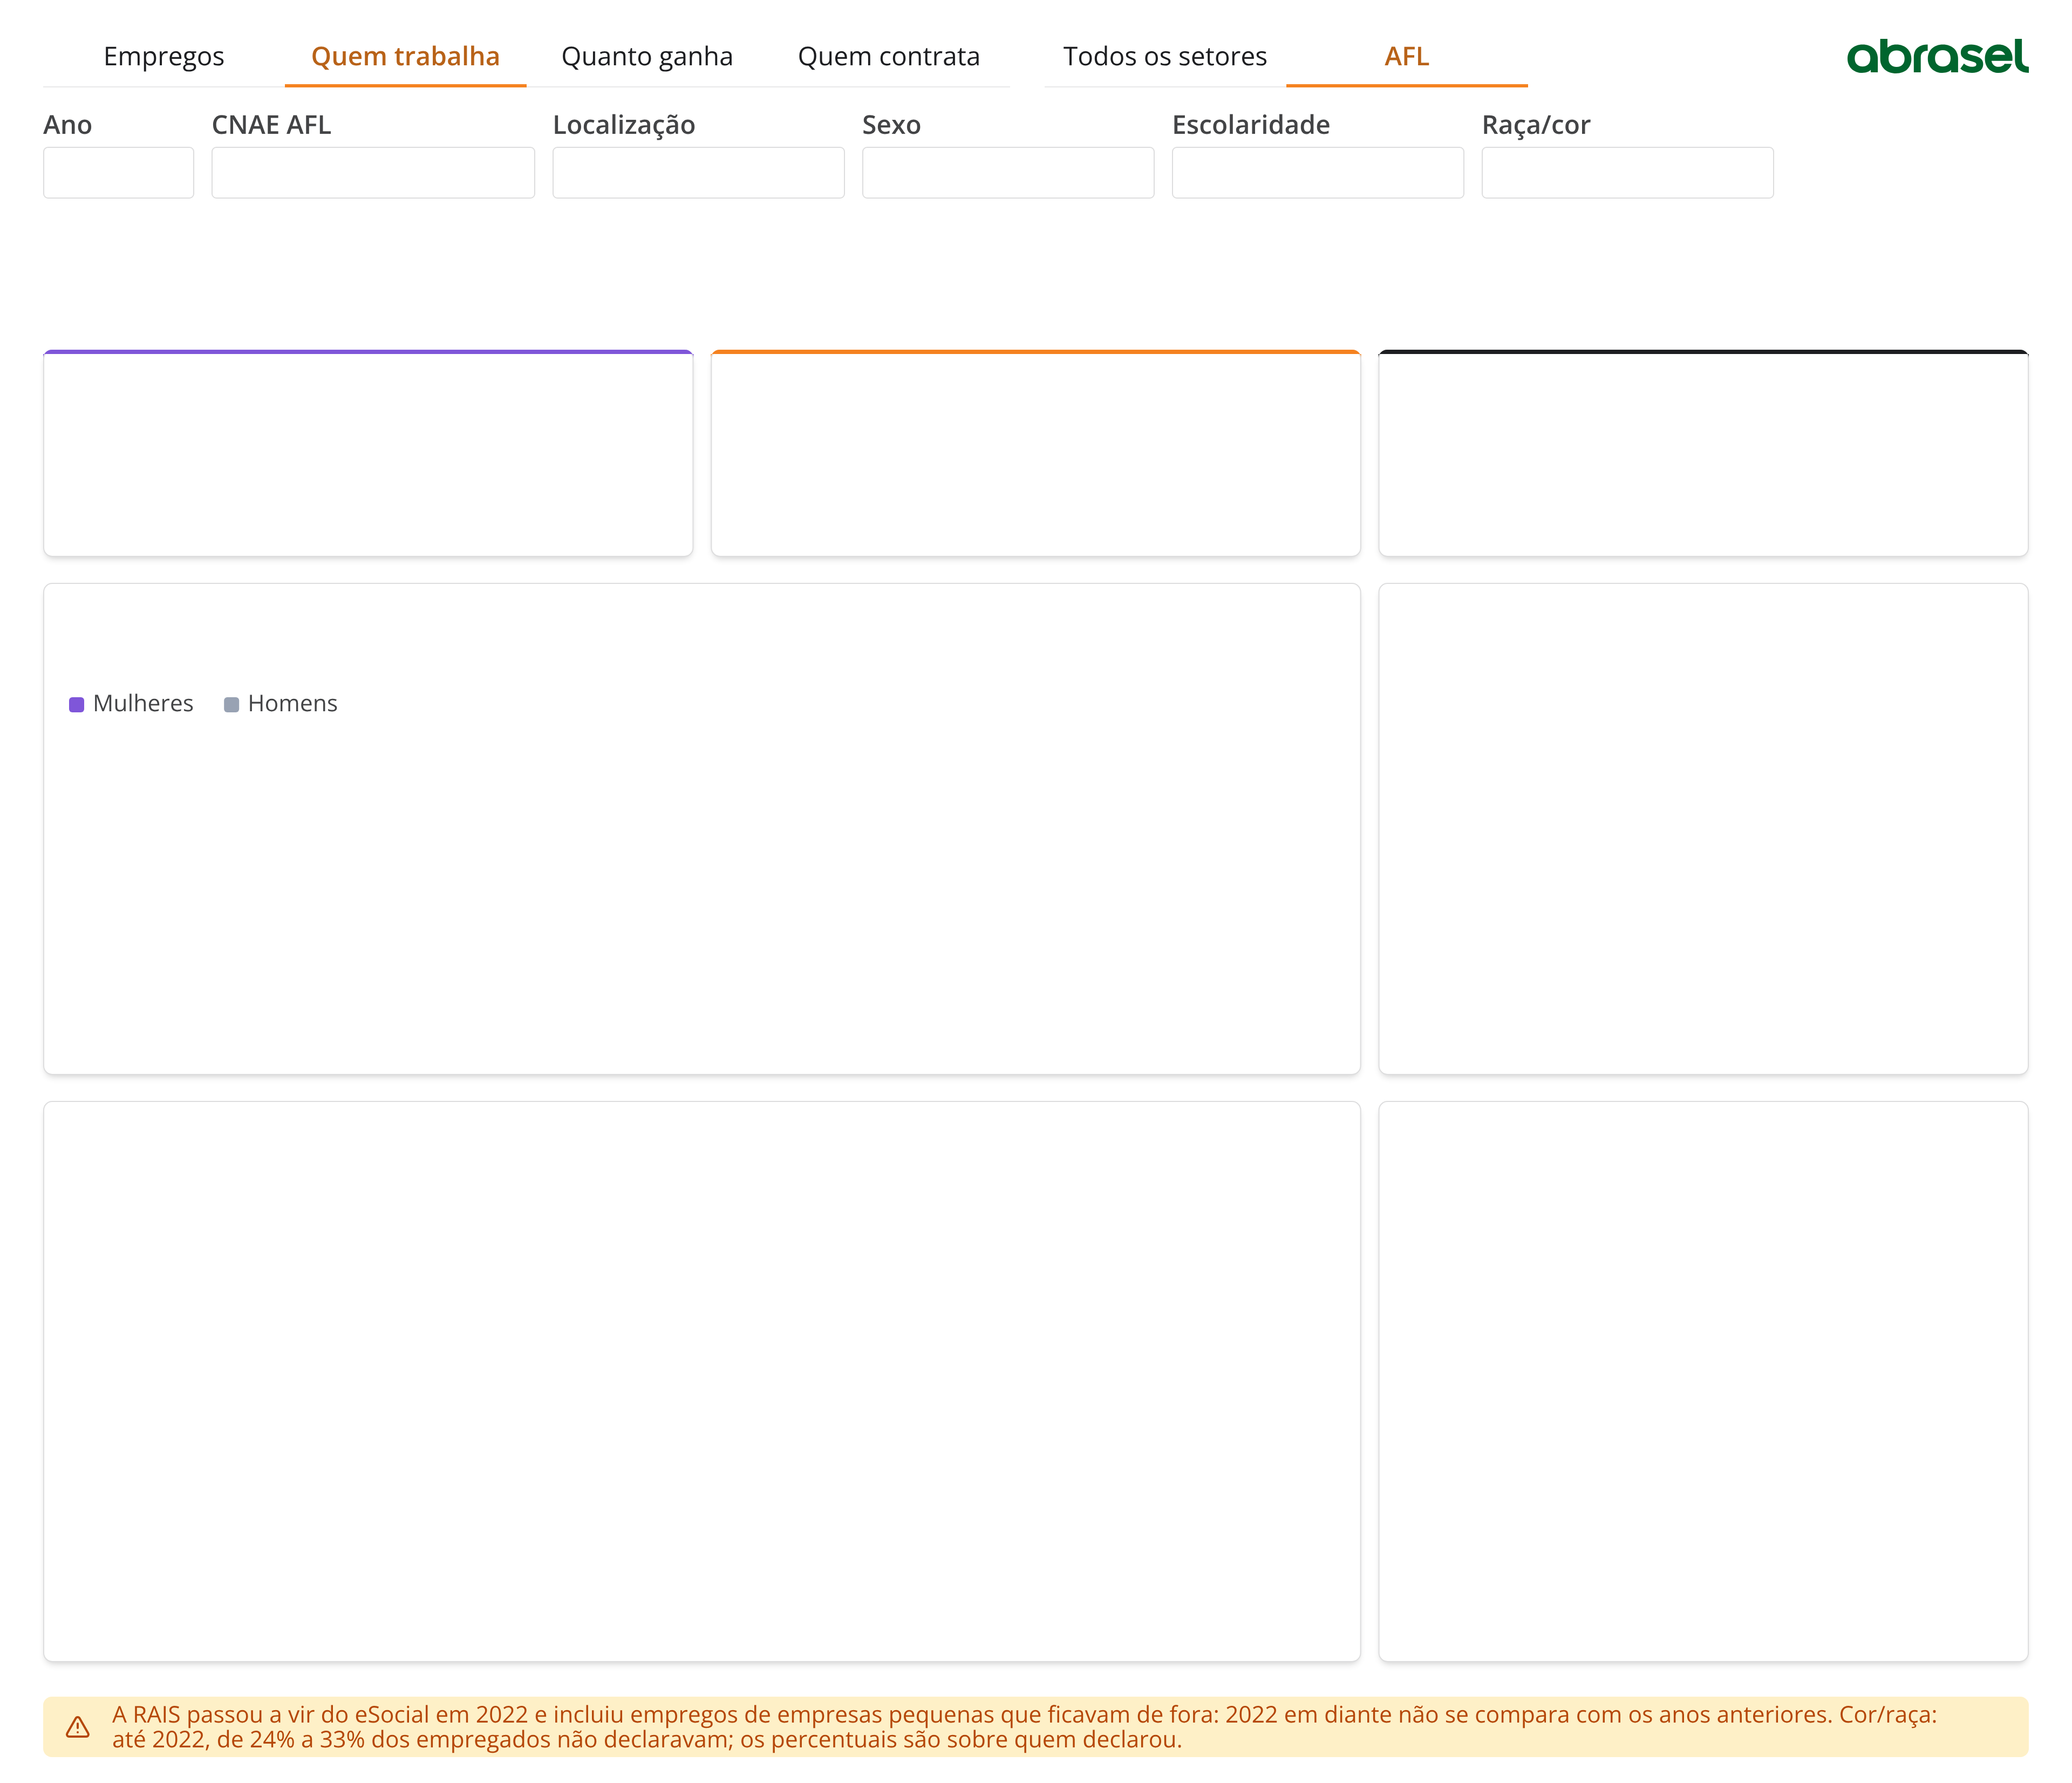 Empregos Quem trabalha Quanto ganha Quem contrata Todos os setores AFL abrasel
Ano CNAE AFL Localização Sexo Escolaridade Raça/cor
Mulheres Homens
A RAIS passou a vir do eSocial em 2022 e incluiu empregos de empresas pequenas que ficavam de fora: 2022 em diante não se compara com os anos anteriores. Cor/raça:
até 2022, de 24% a 33% dos empregados não declaravam; os percentuais são sobre quem declarou.